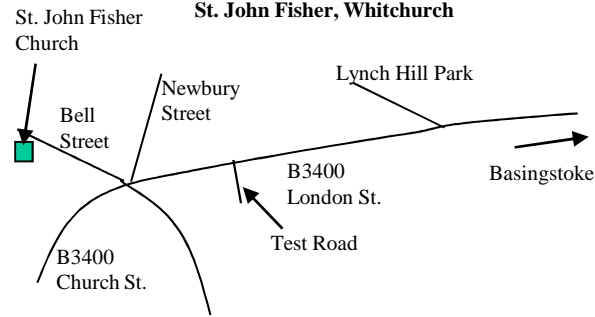 St. John Fisher, Whitchurch
St. John Fisher
Church
Lynch Hill Park
Newbury
Street
Bell
Street
B3400
London St.
Basingstoke
Test Road
B3400
Church St.